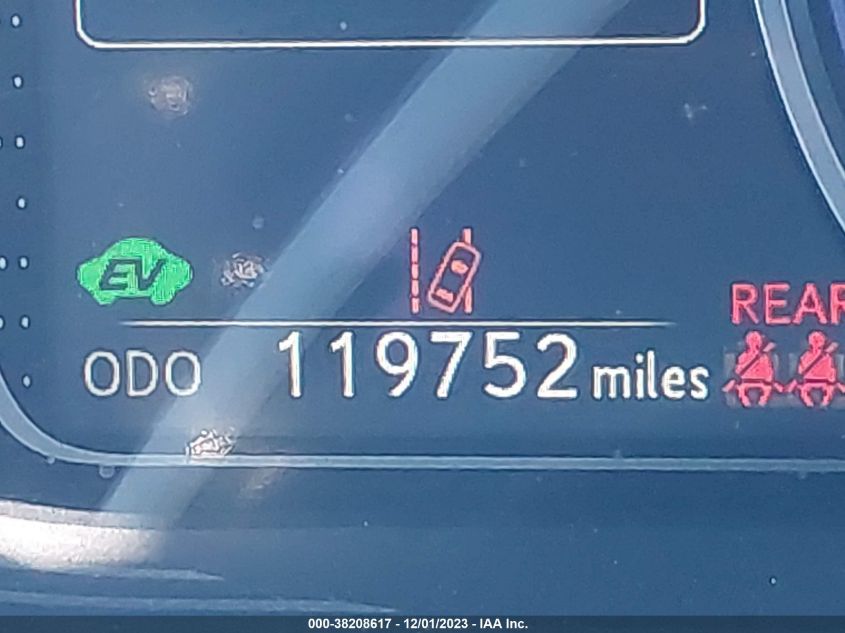 EV
REAR
ODO 119752 miles
000-38208617 - 12/01/2023 - IAA Inc.